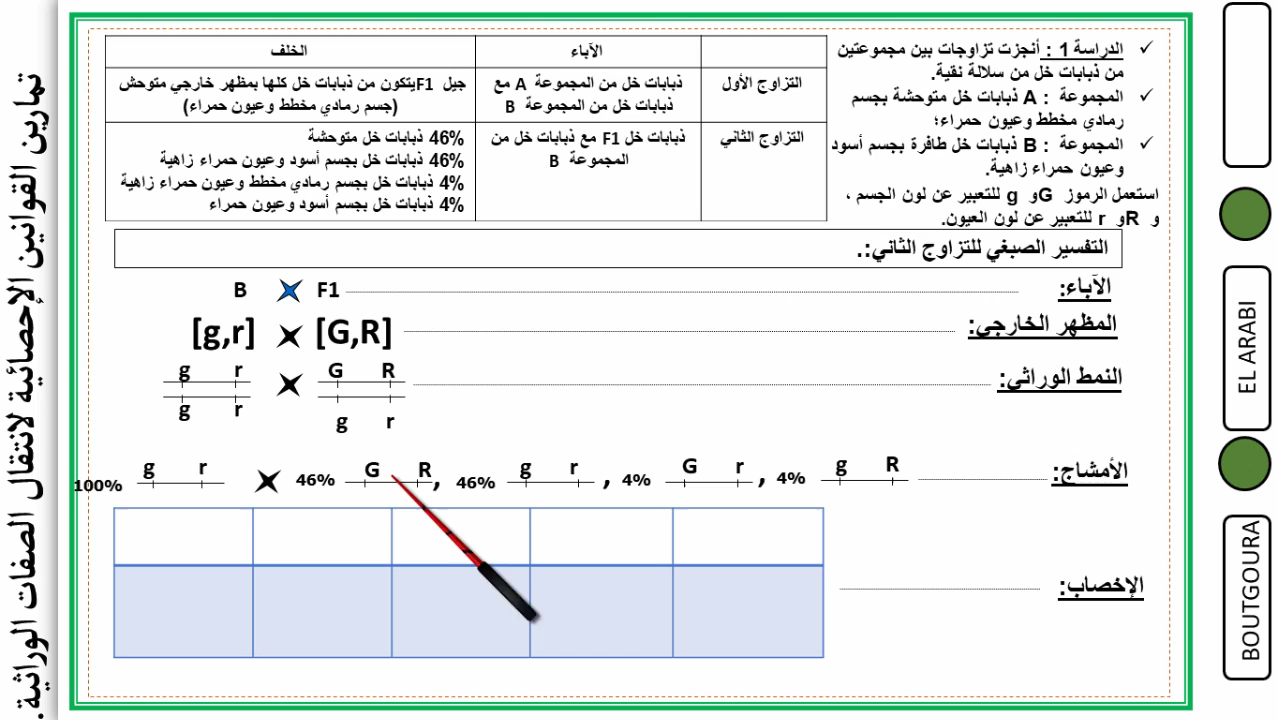 تمارين القوانين الإحصائية لانتقال الصفات الوراثية.
✓ الدراسة 1 : أنجزت تزاوجات بين مجموعتين
من ذبابات خل من سلالة نقية.
✓ المجموعة A : ذبابات خل متوحشة بجسم
رمادي مخطط وعيون حمراء؛
✓ المجموعة B : ذبابات خل طافرة بجسم أسود
وعيون حمراء زاهية.
استعمل الرموز G و g للتعبير عن لون الجسم ،
و R و r للتعبير عن لون العيون.
الآباء الخلف
التزاوج الأول
ذبابات خل من المجموعة A مع
ذبابات خل من المجموعة B
جيل F1 يتكون من ذبابات خل كلها بمظهر خارجي متوحش
(جسم رمادي مخطط وعيون حمراء)
التزاوج الثاني
ذبابات خل F1 مع ذبابات خل من
المجموعة B
46% ذبابات خل متوحشة
46% ذبابات خل بجسم أسود وعيون حمراء زاهية
4% ذبابات خل بجسم رمادي مخطط وعيون حمراء زاهية
4% ذبابات خل بجسم أسود وعيون حمراء
التفسير الصبغي للتزاوج الثاني:.
الآباء: F1 B
المظهر الخارجي: [G,R] [g,r]
النمط الوراثي:
g r G R
g r g r
الأمشاج:
100% g r 46% G R , 46% g r , 4% G r , 4% g R
الإخصاب:
EL ARABI
BOUTGOURA